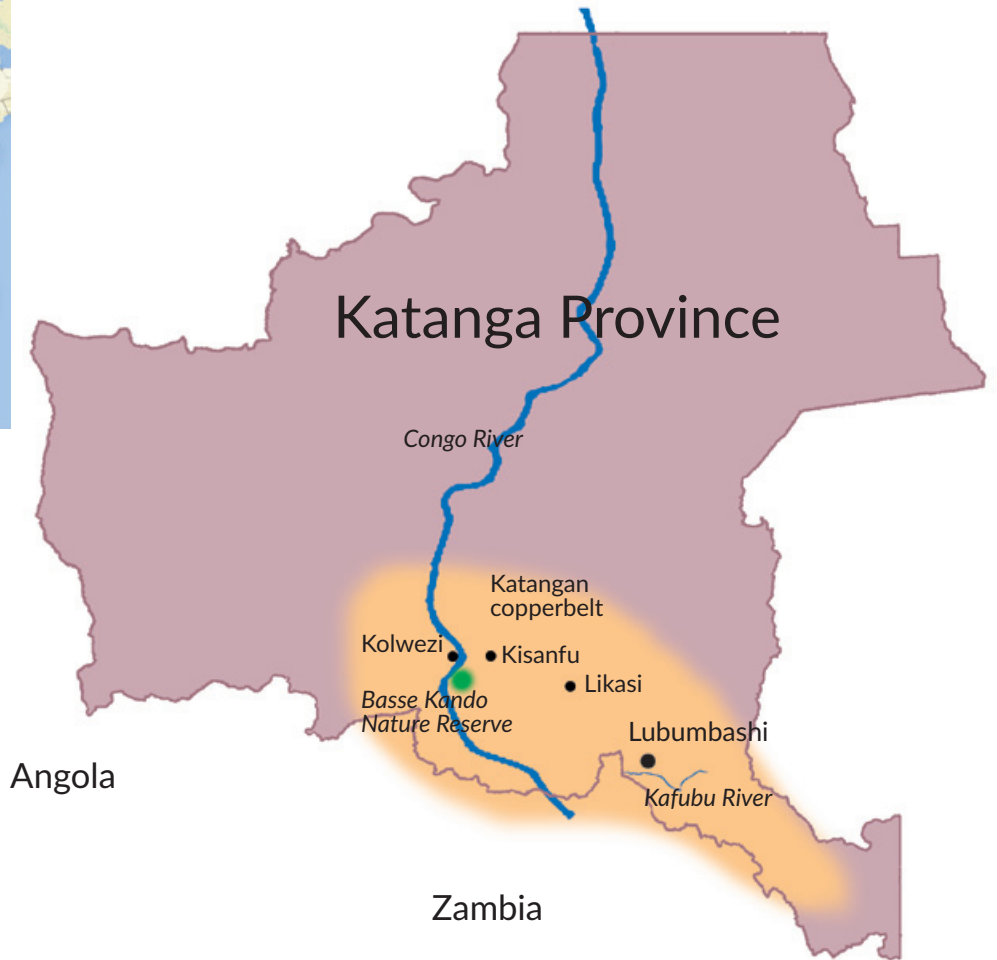 Katanga Province
Congo River
Katangan
copperbelt
Kolwezi
Kisanfu
Likasi
Basse Kando
Nature Reserve
Lubumbashi
Angola
Kafubu River
Zambia